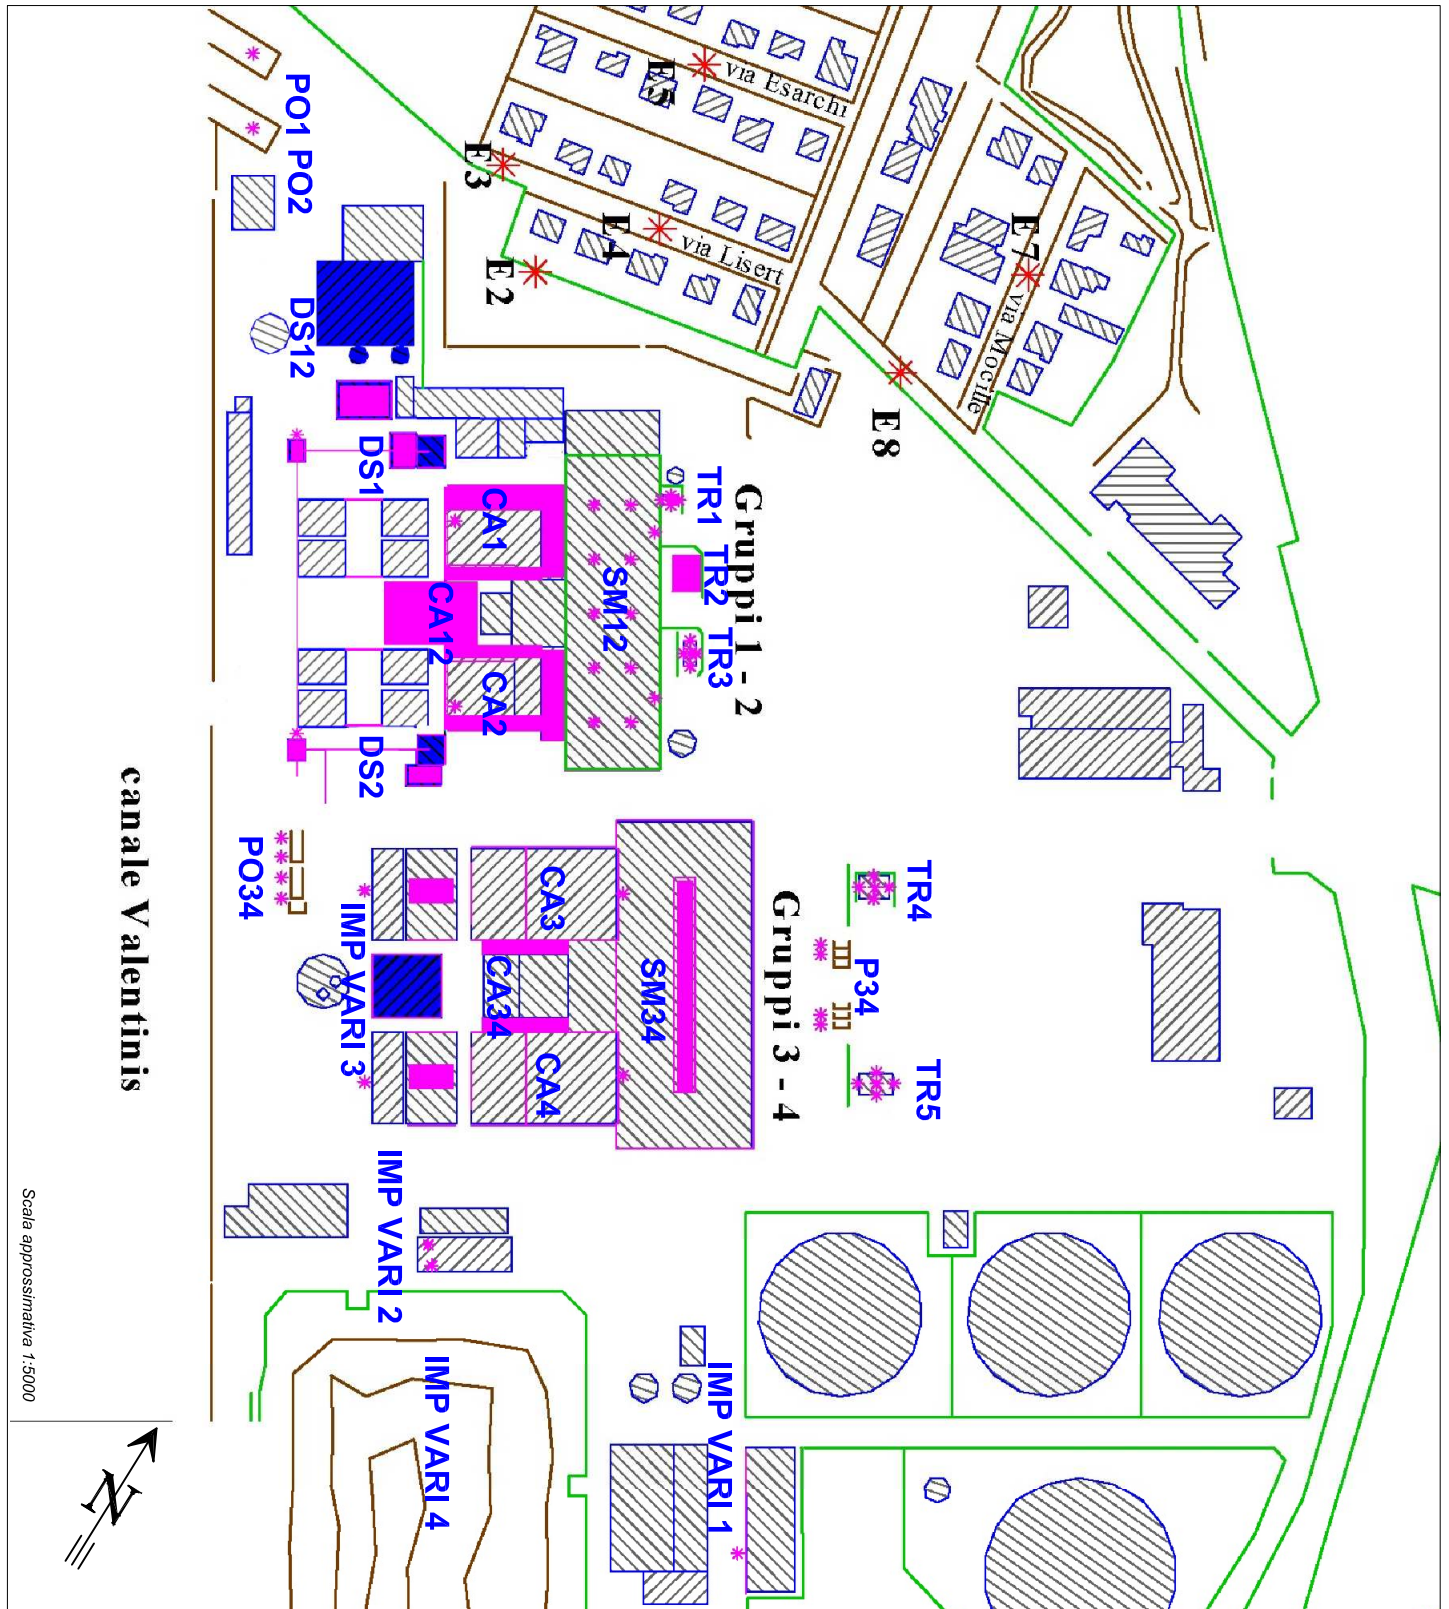 PO1 PO2
E5
via Esarchi
E3
E4
via Lisert
E2
E7
via Mocille
E8
DS12
DS1
CA1
SM12
TR1
TR2
TR3
Gruppi 1 - 2
CA12
CA2
DS2
canale Valentinis
PO34
IMP VARI 3
CA3
CA34
CA4
SM34
Gruppi 3 - 4
TR4
P34
TR5
IMP VARI 2
IMP VARI 4
IMP VARI 1
Scala approssimativa 1:5000
N